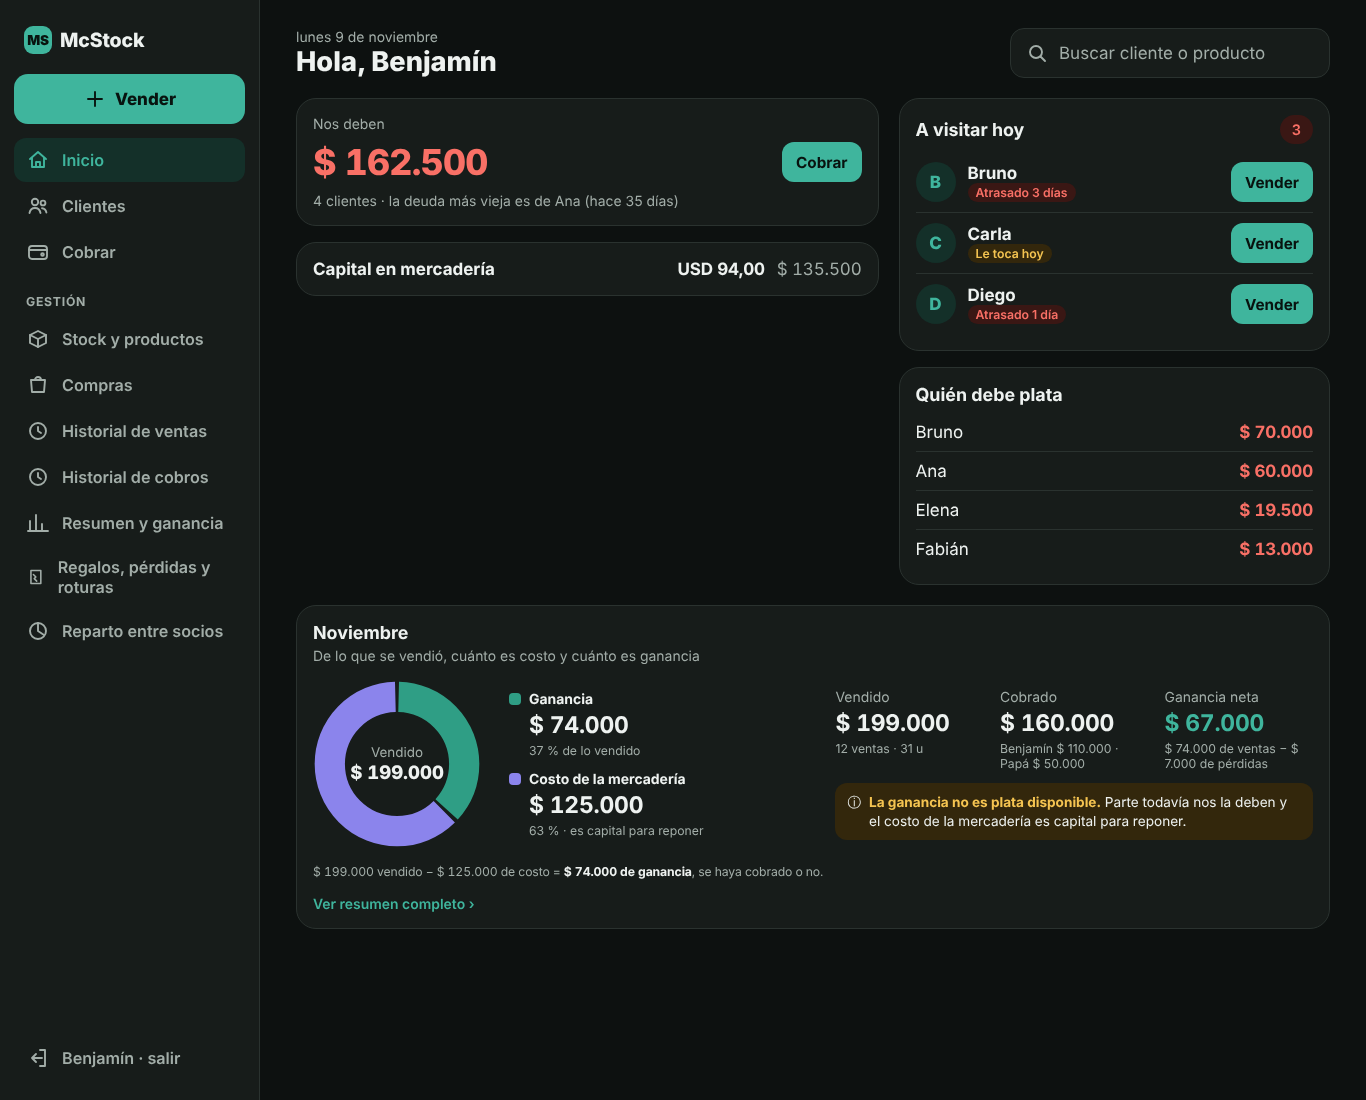 MS McStock
+ Vender
Inicio
Clientes
Cobrar
GESTIÓN
Stock y productos
Compras
Historial de ventas
Historial de cobros
Resumen y ganancia
Regalos, pérdidas y
roturas
Reparto entre socios
Benjamín · salir
lunes 9 de noviembre
Hola, Benjamín
Buscar cliente o producto
Nos deben
$ 162.500
Cobrar
4 clientes · la deuda más vieja es de Ana (hace 35 días)
Capital en mercadería USD 94,00 $ 135.500
A visitar hoy 3
B Bruno
Atrasado 3 días
Vender
C Carla
Le toca hoy
Vender
D Diego
Atrasado 1 día
Vender
Quién debe plata
Bruno $ 70.000
Ana $ 60.000
Elena $ 19.500
Fabián $ 13.000
Noviembre
De lo que se vendió, cuánto es costo y cuánto es ganancia
Vendido
$ 199.000
Ganancia
$ 74.000
37 % de lo vendido
Costo de la mercadería
$ 125.000
63 % · es capital para reponer
Vendido
$ 199.000
12 ventas · 31 u
Cobrado
$ 160.000
Benjamín $ 110.000 ·
Papá $ 50.000
Ganancia neta
$ 67.000
$ 74.000 de ventas − $
7.000 de pérdidas
La ganancia no es plata disponible. Parte todavía nos la deben y
el costo de la mercadería es capital para reponer.
$ 199.000 vendido − $ 125.000 de costo = $ 74.000 de ganancia, se haya cobrado o no.
Ver resumen completo ›